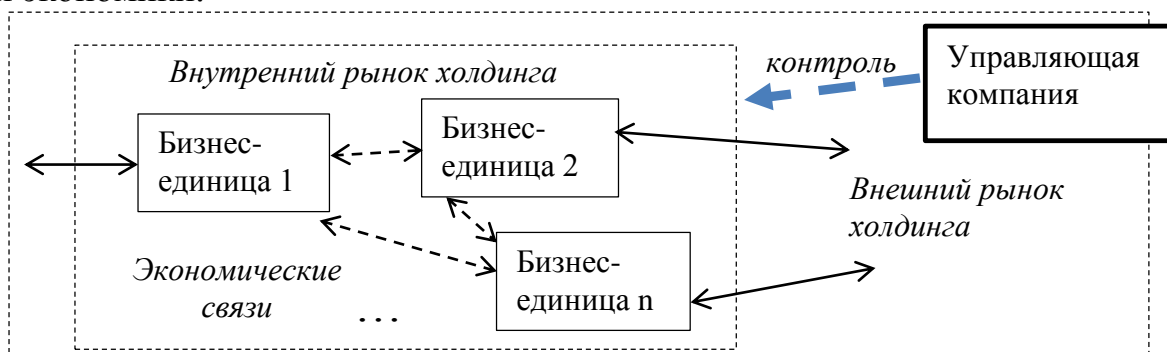 Внутренний рынок холдинга
контроль
Управляющая
компания
Бизнес-
единица 1
Бизнес-
единица 2
Внешний рынок
холдинга
Бизнес-
единица n
Экономические
связи
...